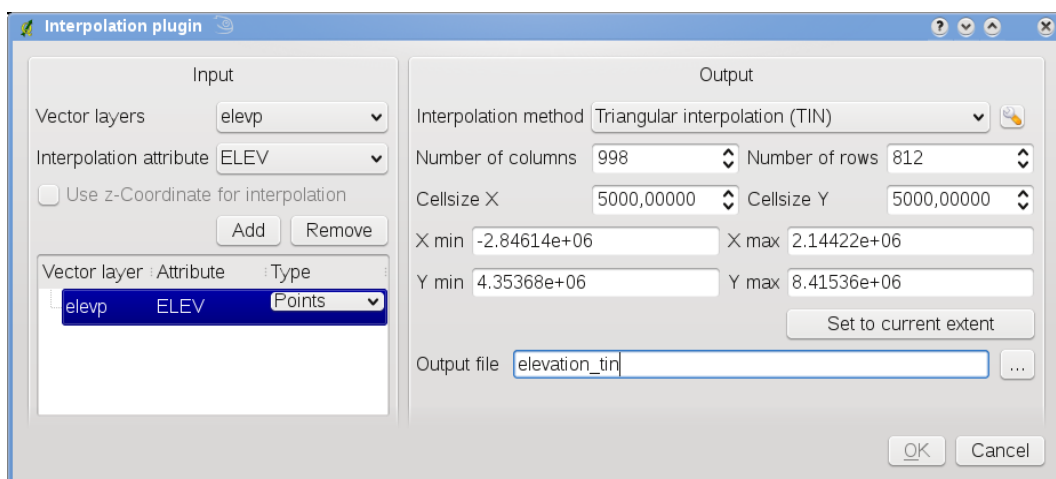 Interpolation plugin
Input
Vector layers elevp
Interpolation attribute ELEV
Use z-Coordinate for interpolation
Add Remove
Vector layer Attribute Type
elevp ELEV Points
Output
Interpolation method Triangular interpolation (TIN)
Number of columns 998 Number of rows 812
Cellsize X 5000,00000 Cellsize Y 5000,00000
X min -2.84614e+06 X max 2.14422e+06
Y min 4.35368e+06 Y max 8.41536e+06
Set to current extent
Output file elevation_tin ...
OK Cancel